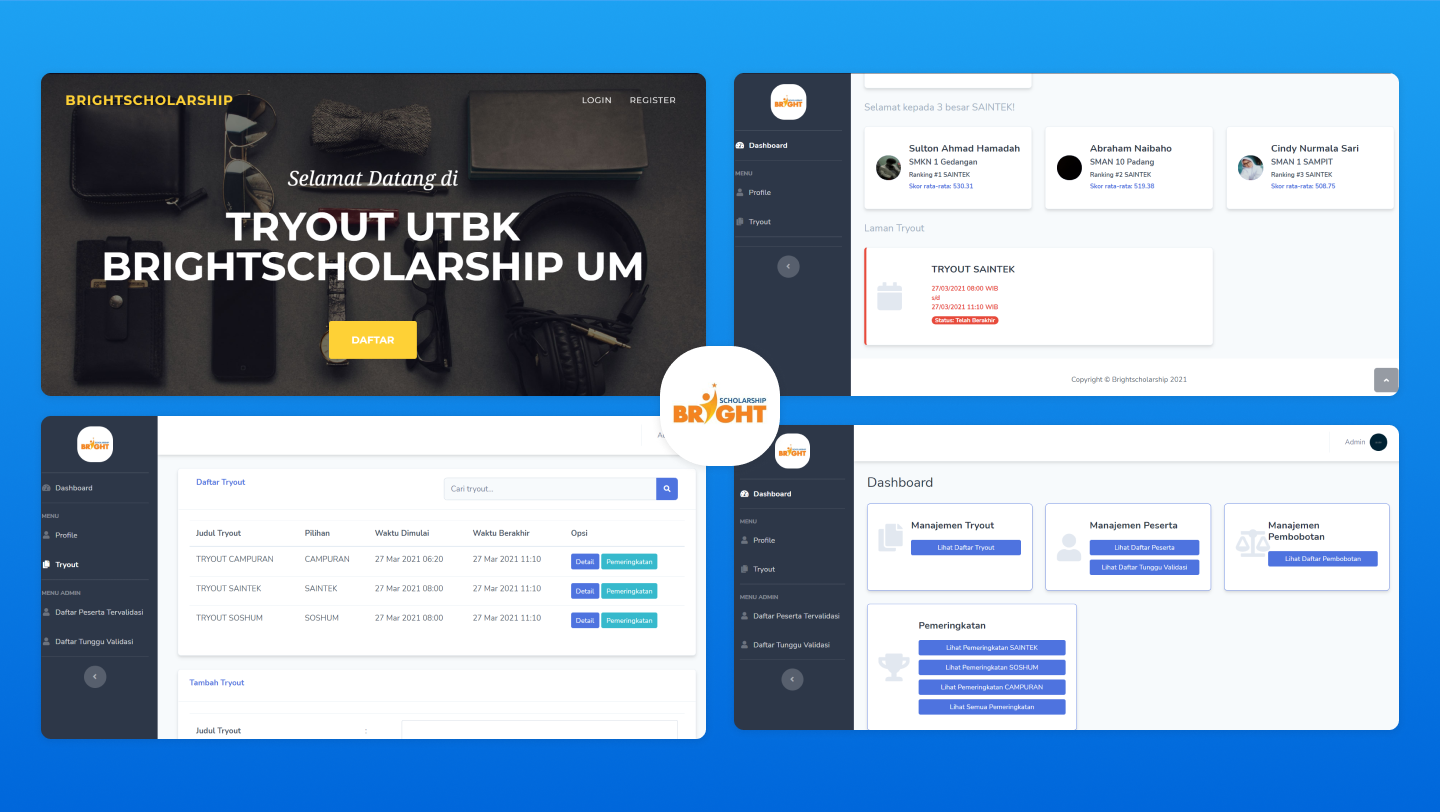 BRIGHTSCHOLARSHIP
LOGIN REGISTER
Selamat Datang di
TRYOUT UTBK
BRIGHTSCHOLARSHIP UM
DAFTAR
BRIGHT
Dashboard
MENU
Profile
Tryout
Selamat kepada 3 besar SAINTEK!
Sulton Ahmad Hamadah
SMKN 1 Gedangan
Ranking #1 SAINTEK
Skor rata-rata: 530.31
Abraham Naibaho
SMAN 10 Padang
Ranking #2 SAINTEK
Skor rata-rata: 519.38
Cindy Nurmala Sari
SMAN 1 SAMPIT
Ranking #3 SAINTEK
Skor rata-rata: 508.75
Laman Tryout
TRYOUT SAINTEK
27/03/2021 08:00 WIB
s/d
27/03/2021 11:10 WIB
Status: Telah Berakhir
Copyright © Brightscholarship 2021
SCHOLARSHIP
BRIGHT
BRIGHT
Dashboard
MENU
Profile
Tryout
MENU ADMIN
Daftar Peserta Tervalidasi
Daftar Tunggu Validasi
Daftar Tryout
Cari tryout...
Judul Tryout Pilihan Waktu Dimulai Waktu Berakhir Opsi
TRYOUT CAMPURAN CAMPURAN 27 Mar 2021 06:20 27 Mar 2021 11:10 Detail Pemeringkatan
TRYOUT SAINTEK SAINTEK 27 Mar 2021 08:00 27 Mar 2021 11:10 Detail Pemeringkatan
TRYOUT SOSHUM SOSHUM 27 Mar 2021 08:00 27 Mar 2021 11:10 Detail Pemeringkatan
Tambah Tryout
Judul Tryout :
BRIGHT
Dashboard
MENU
Profile
Tryout
MENU ADMIN
Daftar Peserta Tervalidasi
Daftar Tunggu Validasi
Admin
Dashboard
Manajemen Tryout
Lihat Daftar Tryout
Manajemen Peserta
Lihat Daftar Peserta
Lihat Daftar Tunggu Validasi
Manajemen
Pembobotan
Lihat Daftar Pembobotan
Pemeringkatan
Lihat Pemeringkatan SAINTEK
Lihat Pemeringkatan SOSHUM
Lihat Pemeringkatan CAMPURAN
Lihat Semua Pemeringkatan